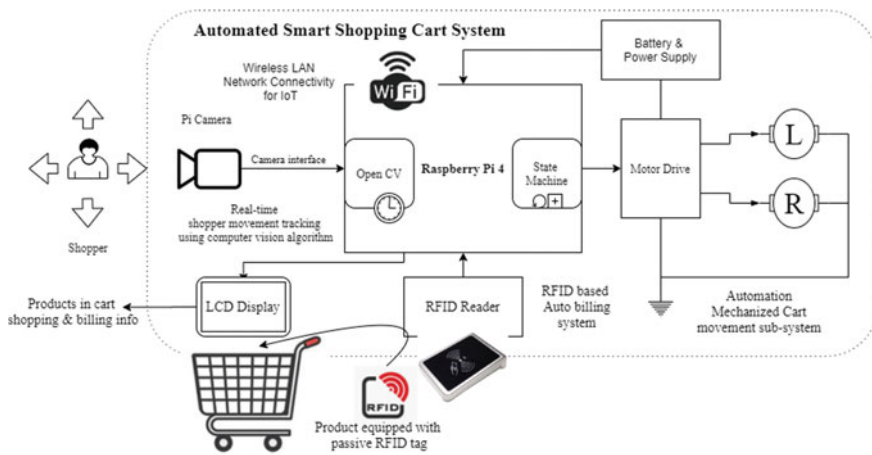 Automated Smart Shopping Cart System
Battery &
Power Supply
Wireless LAN
Network Connectivity
for IoT
Wi Fi
Pi Camera
Camera interface
Open CV
Raspberry Pi 4
State
Machine
Motor Drive
L
R
Shopper
Real-time
shopper movement tracking
using computer vision algorithm
Products in cart
shopping & billing info
LCD Display
RFID Reader
RFID based
Auto billing
system
Automation
Mechanized Cart
movement sub-system
RFID
Product equipped with
passive RFID tag